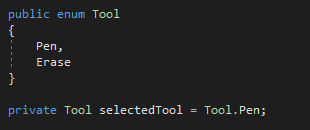 public enum Tool
{
    Pen,
    Erase
}

private Tool selectedTool = Tool.Pen;